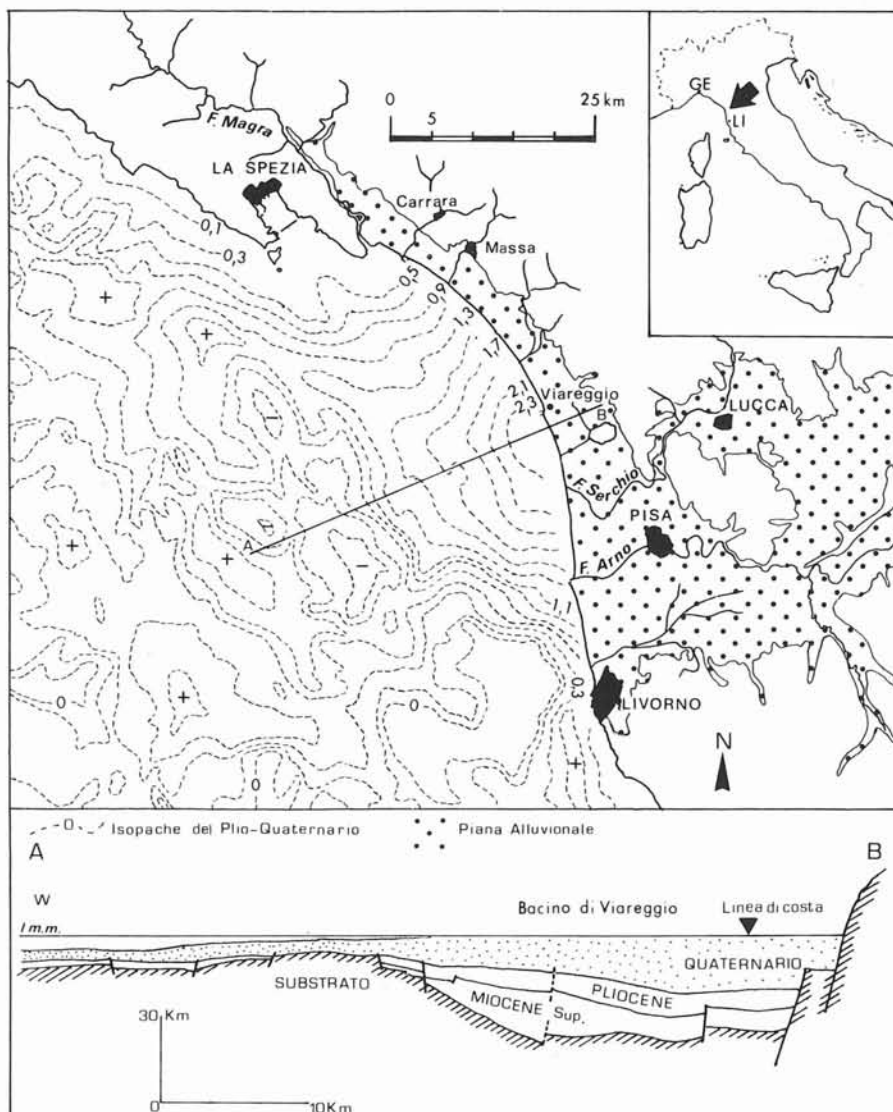 0
5
25 km
GE
LI
F. Magra
LA SPEZIA
Carrara
Massa
0,1
0,3
0,5
0,9
1,3
1,7
2,1
2,3
Viareggio
B
LUCCA
F. Serchio
PISA
F. Arno
A
1,1
0,3
LIVORNO
0
0
0
N
0 Isopache del Plio-Quaternario
Piana Alluvionale
A
B
W
l m.m.
Bacino di Viareggio
Linea di costa
QUATERNARIO
SUBSTRATO
PLIOCENE
MIOCENE Sup.
30 Km
0
10Km